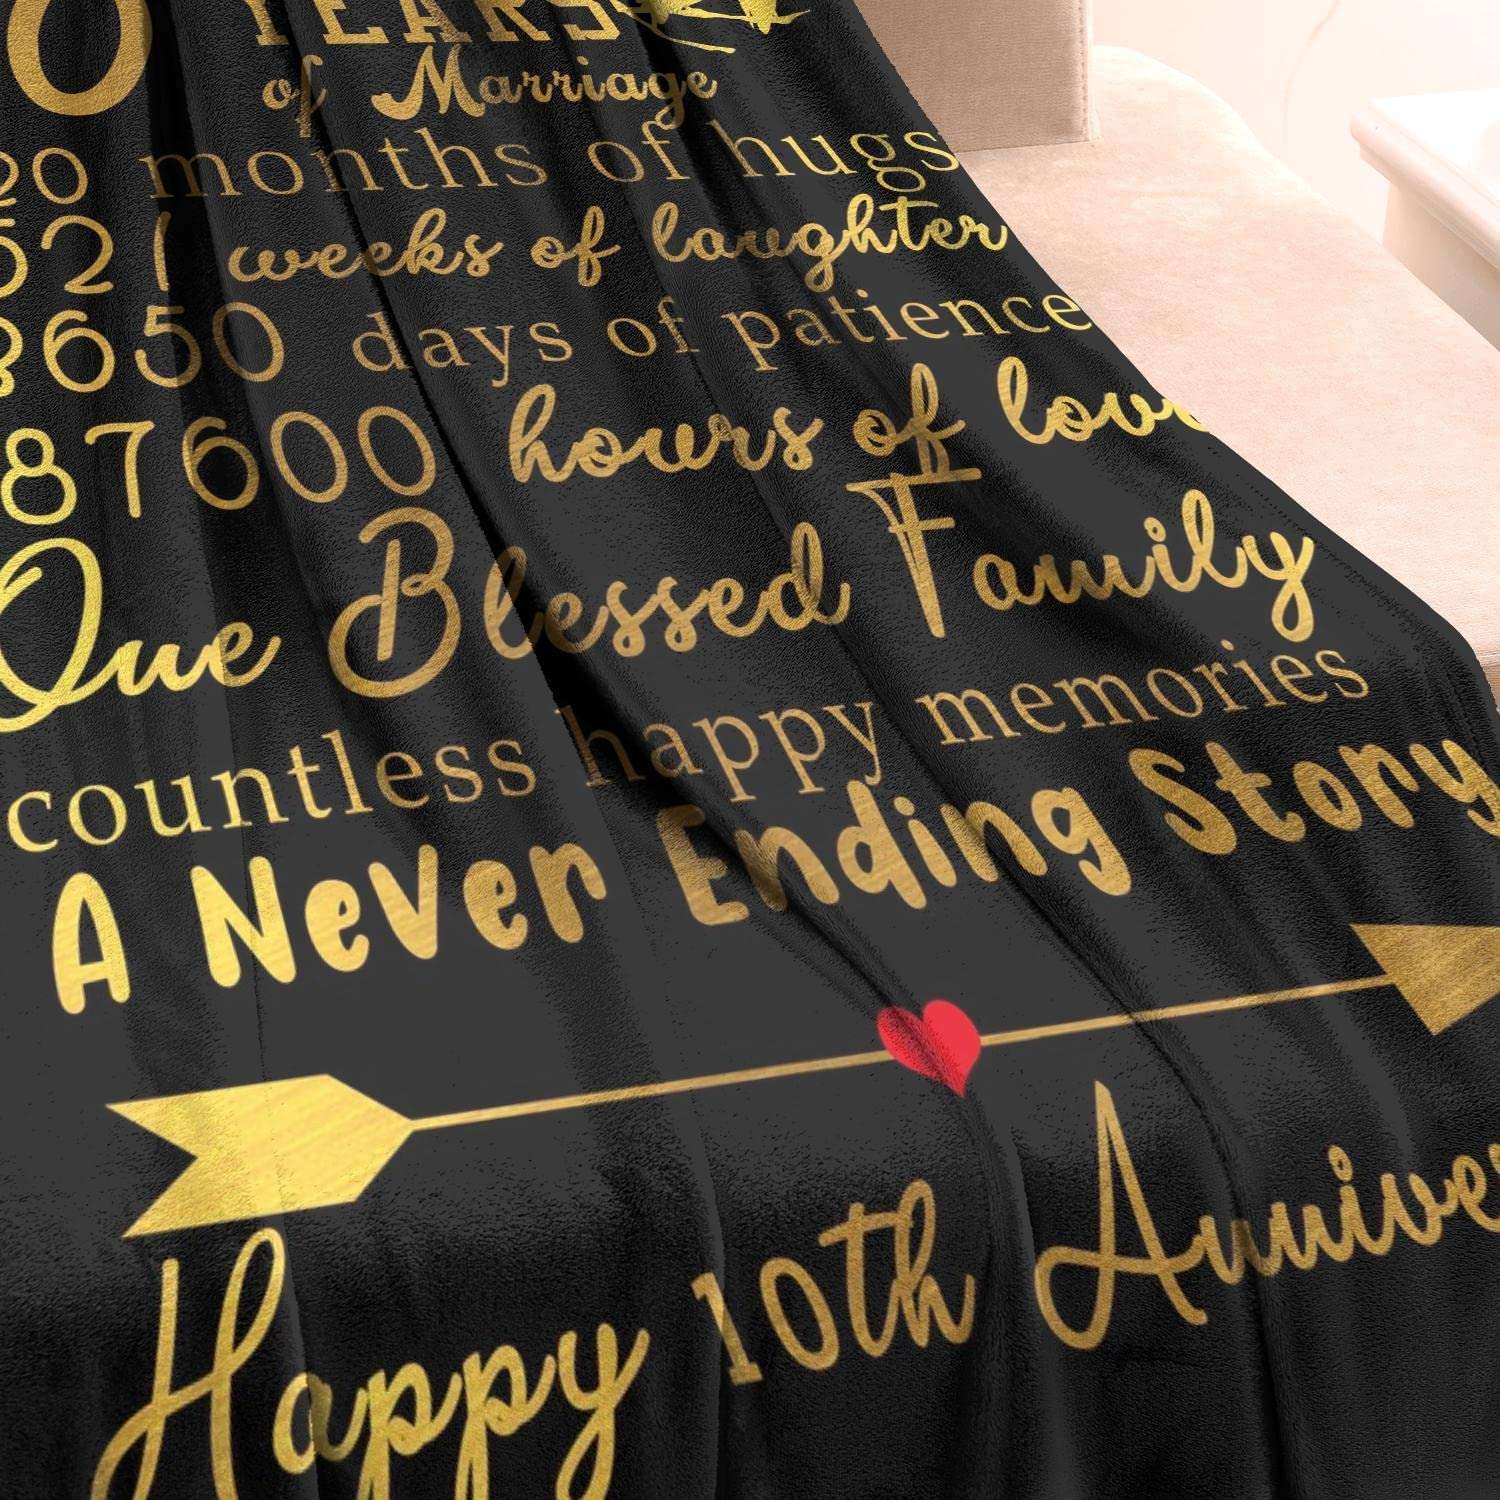 0 YEARS
of Marriage
20 months of hugs
521 weeks of laughter
3650 days of patience
87600 hours of love
One Blessed Family
countless happy memories
A Never Ending Story
Happy 10th Annive